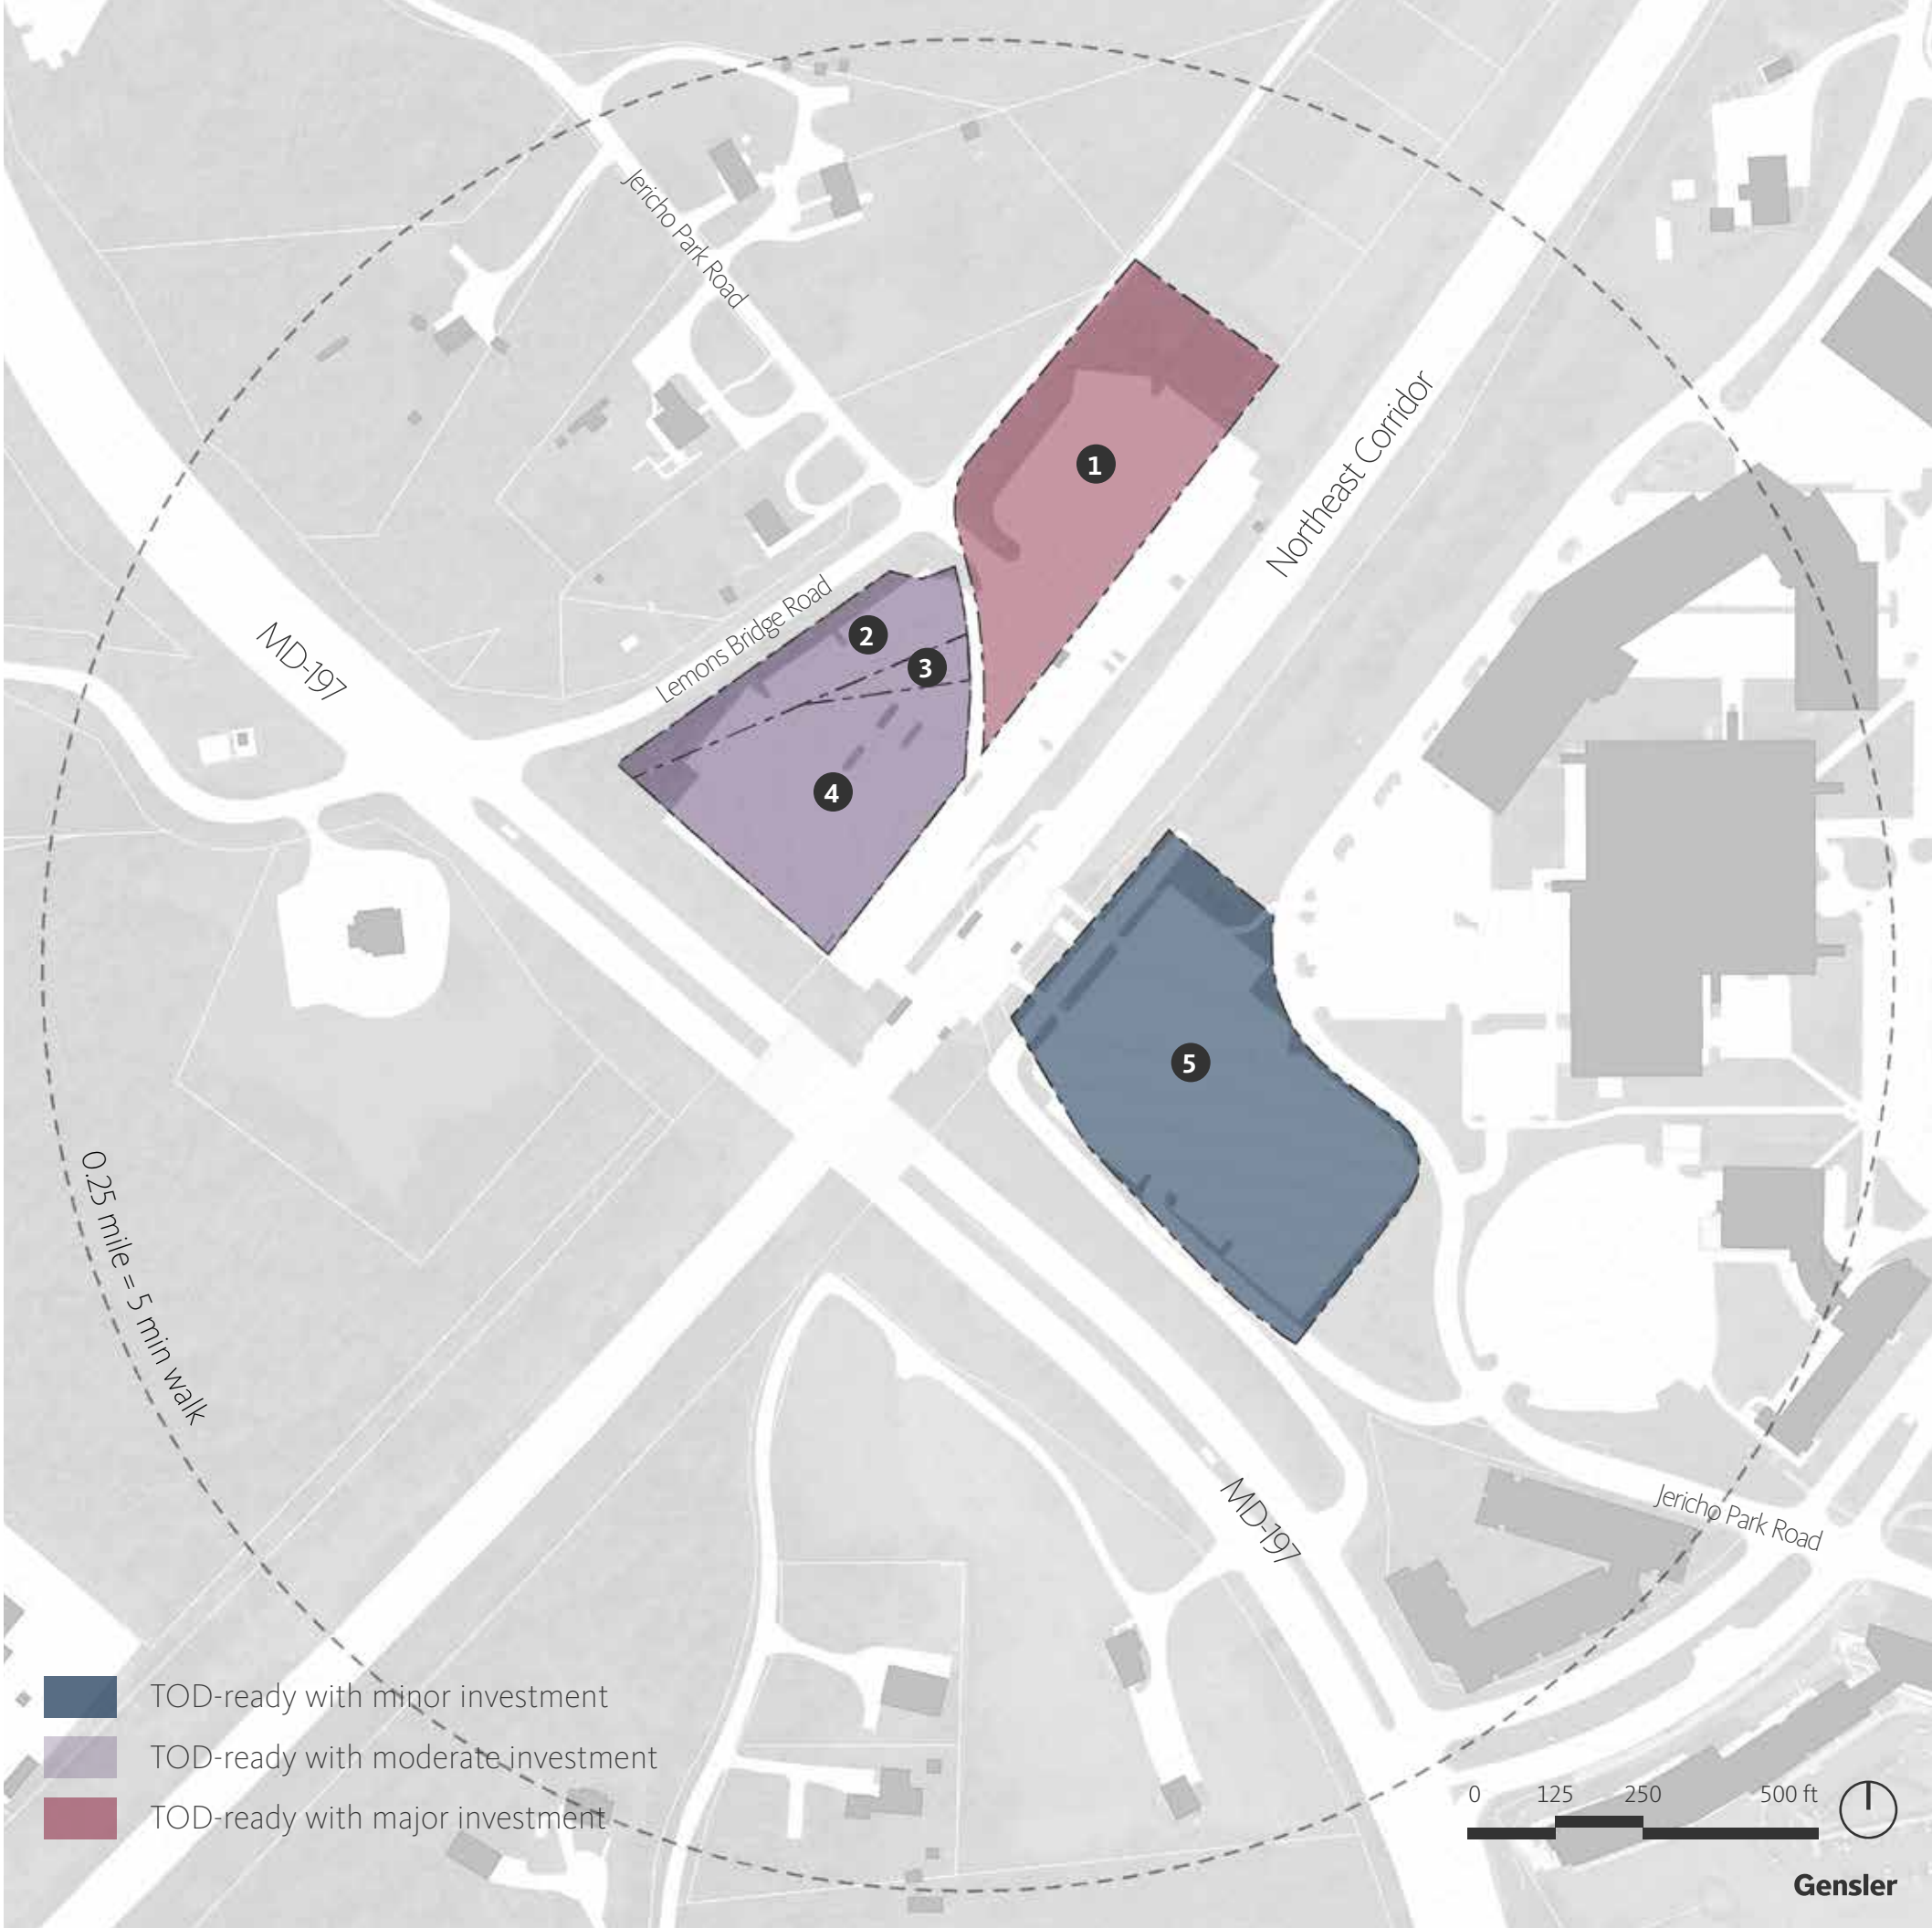 Jericho Park Road
Northeast Corridor
1
2
3
4
Lemons Bridge Road
MD-197
5
0.25 mile = 5 min walk
MD-197
Jericho Park Road
TOD-ready with minor investment
TOD-ready with moderate investment
TOD-ready with major investment
0 125 250 500 ft
Gensler